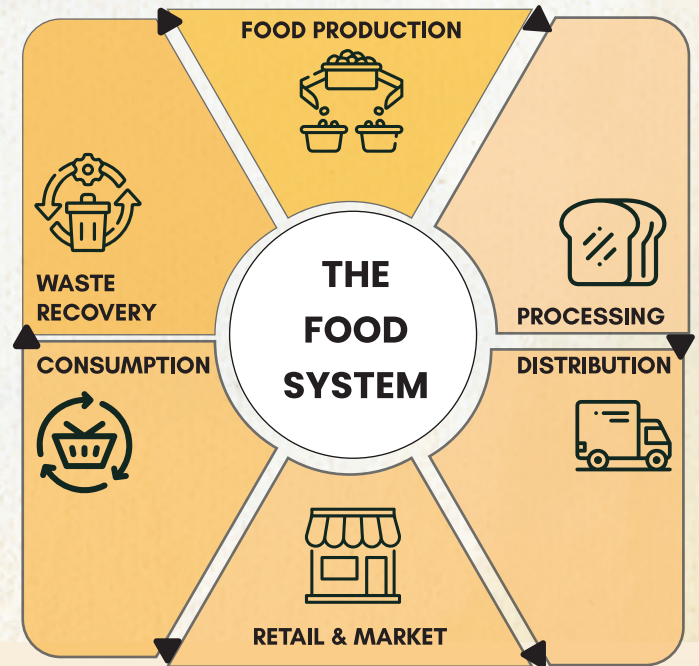 FOOD PRODUCTION
PROCESSING
DISTRIBUTION
RETAIL & MARKET
CONSUMPTION
WASTE
RECOVERY
THE
FOOD
SYSTEM